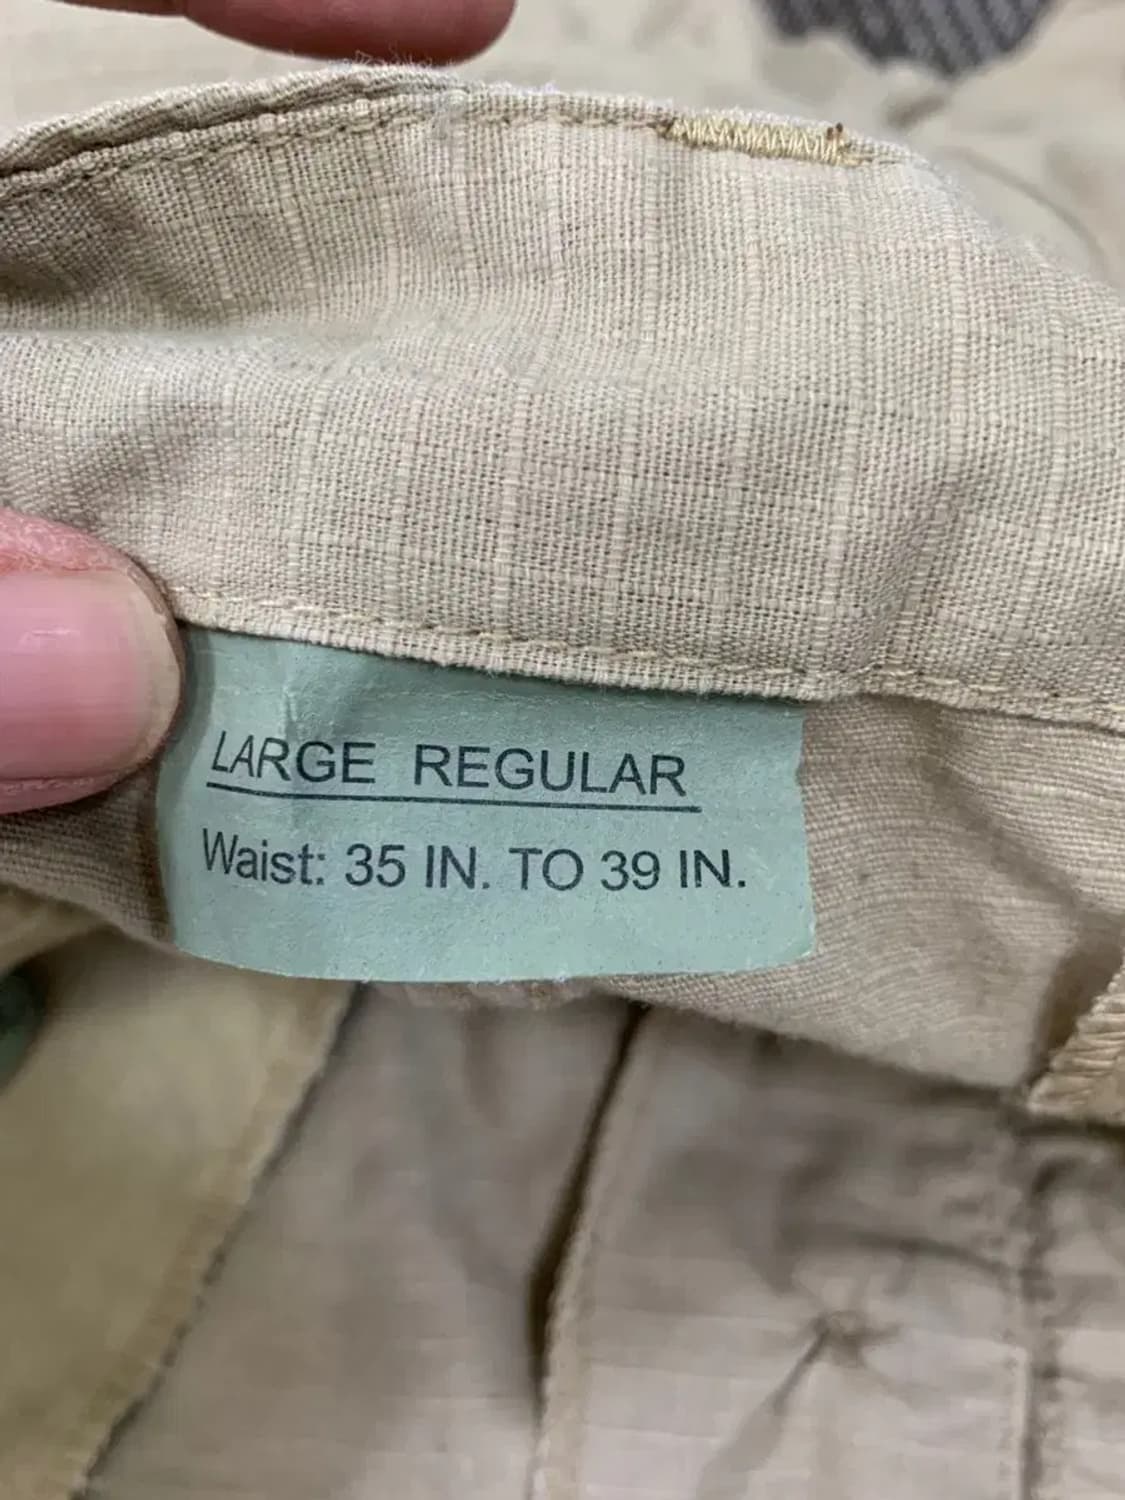 LARGE REGULAR
Waist: 35 IN. TO 39 IN.